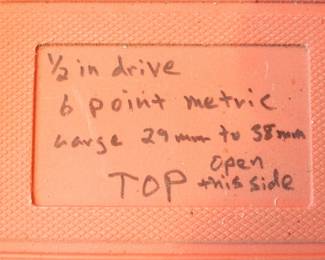 1/2 in drive
6 point metric
Large 29mm to 38mm
TOP open this side